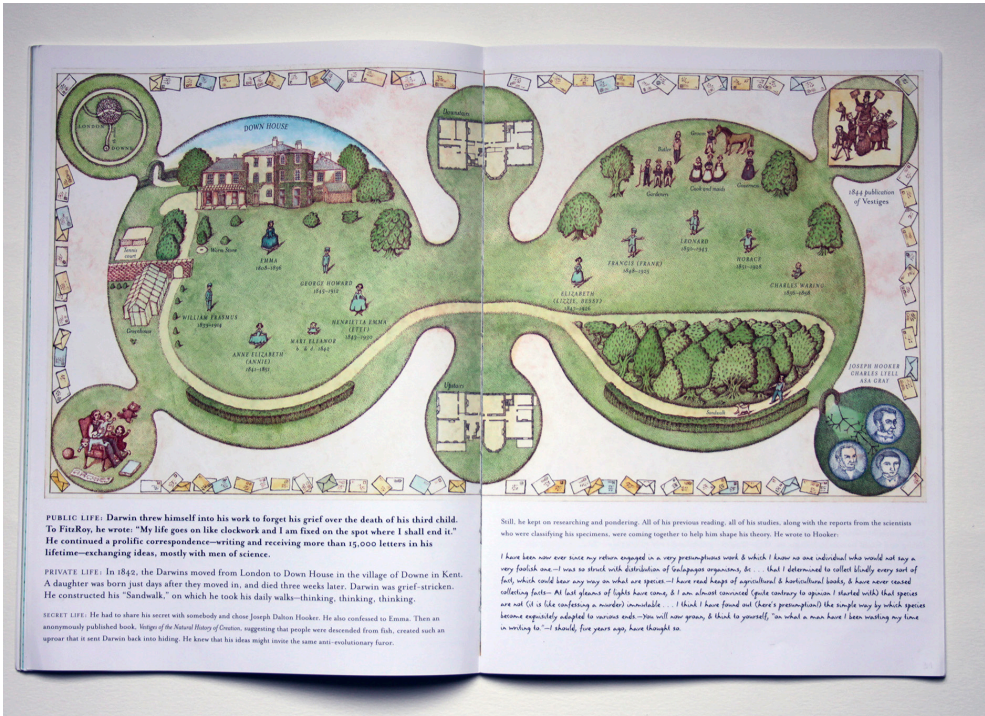 LONDON
DOWNE
DOWN HOUSE
Tennis court
Greenhouse
Worm Stone
EMMA
1808–1896
GEORGE HOWARD
1845–1912
WILLIAM ERASMUS
1839–1914
HENRIETTA EMMA
(ETTY)
1843–1930
MARY ELEANOR
b. & d. 1842
ANNE ELIZABETH
(ANNIE)
1841–1851
Downstairs
Upstairs
Butler
Groom
Gardeners
Cook and maids
Governess
LEONARD
1850–1943
FRANCIS (FRANK)
1848–1925
HORACE
1851–1928
ELIZABETH
(LIZZIE, BESSY)
1847–1926
CHARLES WARING
1856–1858
Sandwalk
1844 publication
of Vestiges
JOSEPH HOOKER
CHARLES LYELL
ASA GRAY
PUBLIC LIFE: Darwin threw himself into his work to forget his grief over the death of his third child.
To FitzRoy, he wrote: "My life goes on like clockwork and I am fixed on the spot where I shall end it."
He continued a prolific correspondence—writing and receiving more than 15,000 letters in his
lifetime—exchanging ideas, mostly with men of science.
PRIVATE LIFE: In 1842, the Darwins moved from London to Down House in the village of Downe in Kent.
A daughter was born just days after they moved in, and died three weeks later. Darwin was grief-stricken.
He constructed his "Sandwalk," on which he took his daily walks—thinking, thinking, thinking.
SECRET LIFE: He had to share his secret with somebody and chose Joseph Dalton Hooker. He also confessed to Emma. Then an
anonymously published book, Vestiges of the Natural History of Creation, suggesting that people were descended from fish, created such an
uproar that it sent Darwin back into hiding. He knew that his ideas might invite the same anti-evolutionary furor.
Still, he kept on researching and pondering. All of his previous reading, all of his studies, along with the reports from the scientists
who were classifying his specimens, were coming together to help him shape his theory. He wrote to Hooker:
I have been now ever since my return engaged in a very presumptuous work & which I know no one individual who would not say a
very foolish one.—I was so struck with distribution of Galapagos organisms, &c. . . . that I determined to collect blindly every sort of
fact, which could bear any way on what are species.—I have read heaps of agricultural & horticultural books, & have never ceased
collecting facts— At last gleams of lights have come, & I am almost convinced (quite contrary to opinion I started with) that species
are not (it is like confessing a murder) immutable . . . I think I have found out (here's presumption!) the simple way by which species
become exquisitely adapted to various ends.—You will now groan, & think to yourself, "on what a man have I been wasting my time
in writing to."—I should, five years ago, have thought so.